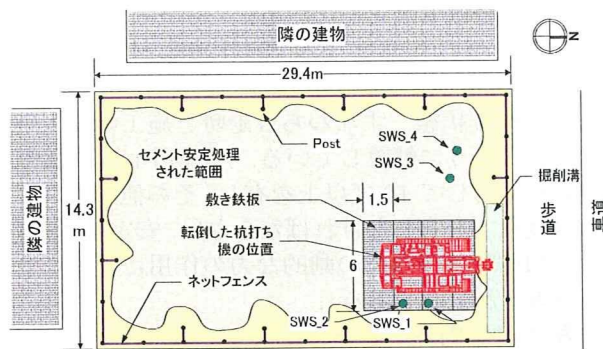 隣の建物
29.4m
N
Post
SWS_4
SWS_3
セメント安定処理
された範囲
掘削溝
敷き鉄板
1.5
隣の建物
14.3
m
転倒した杭打ち
機の位置
6
歩道
車道
ネットフェンス
SWS_2
SWS_1